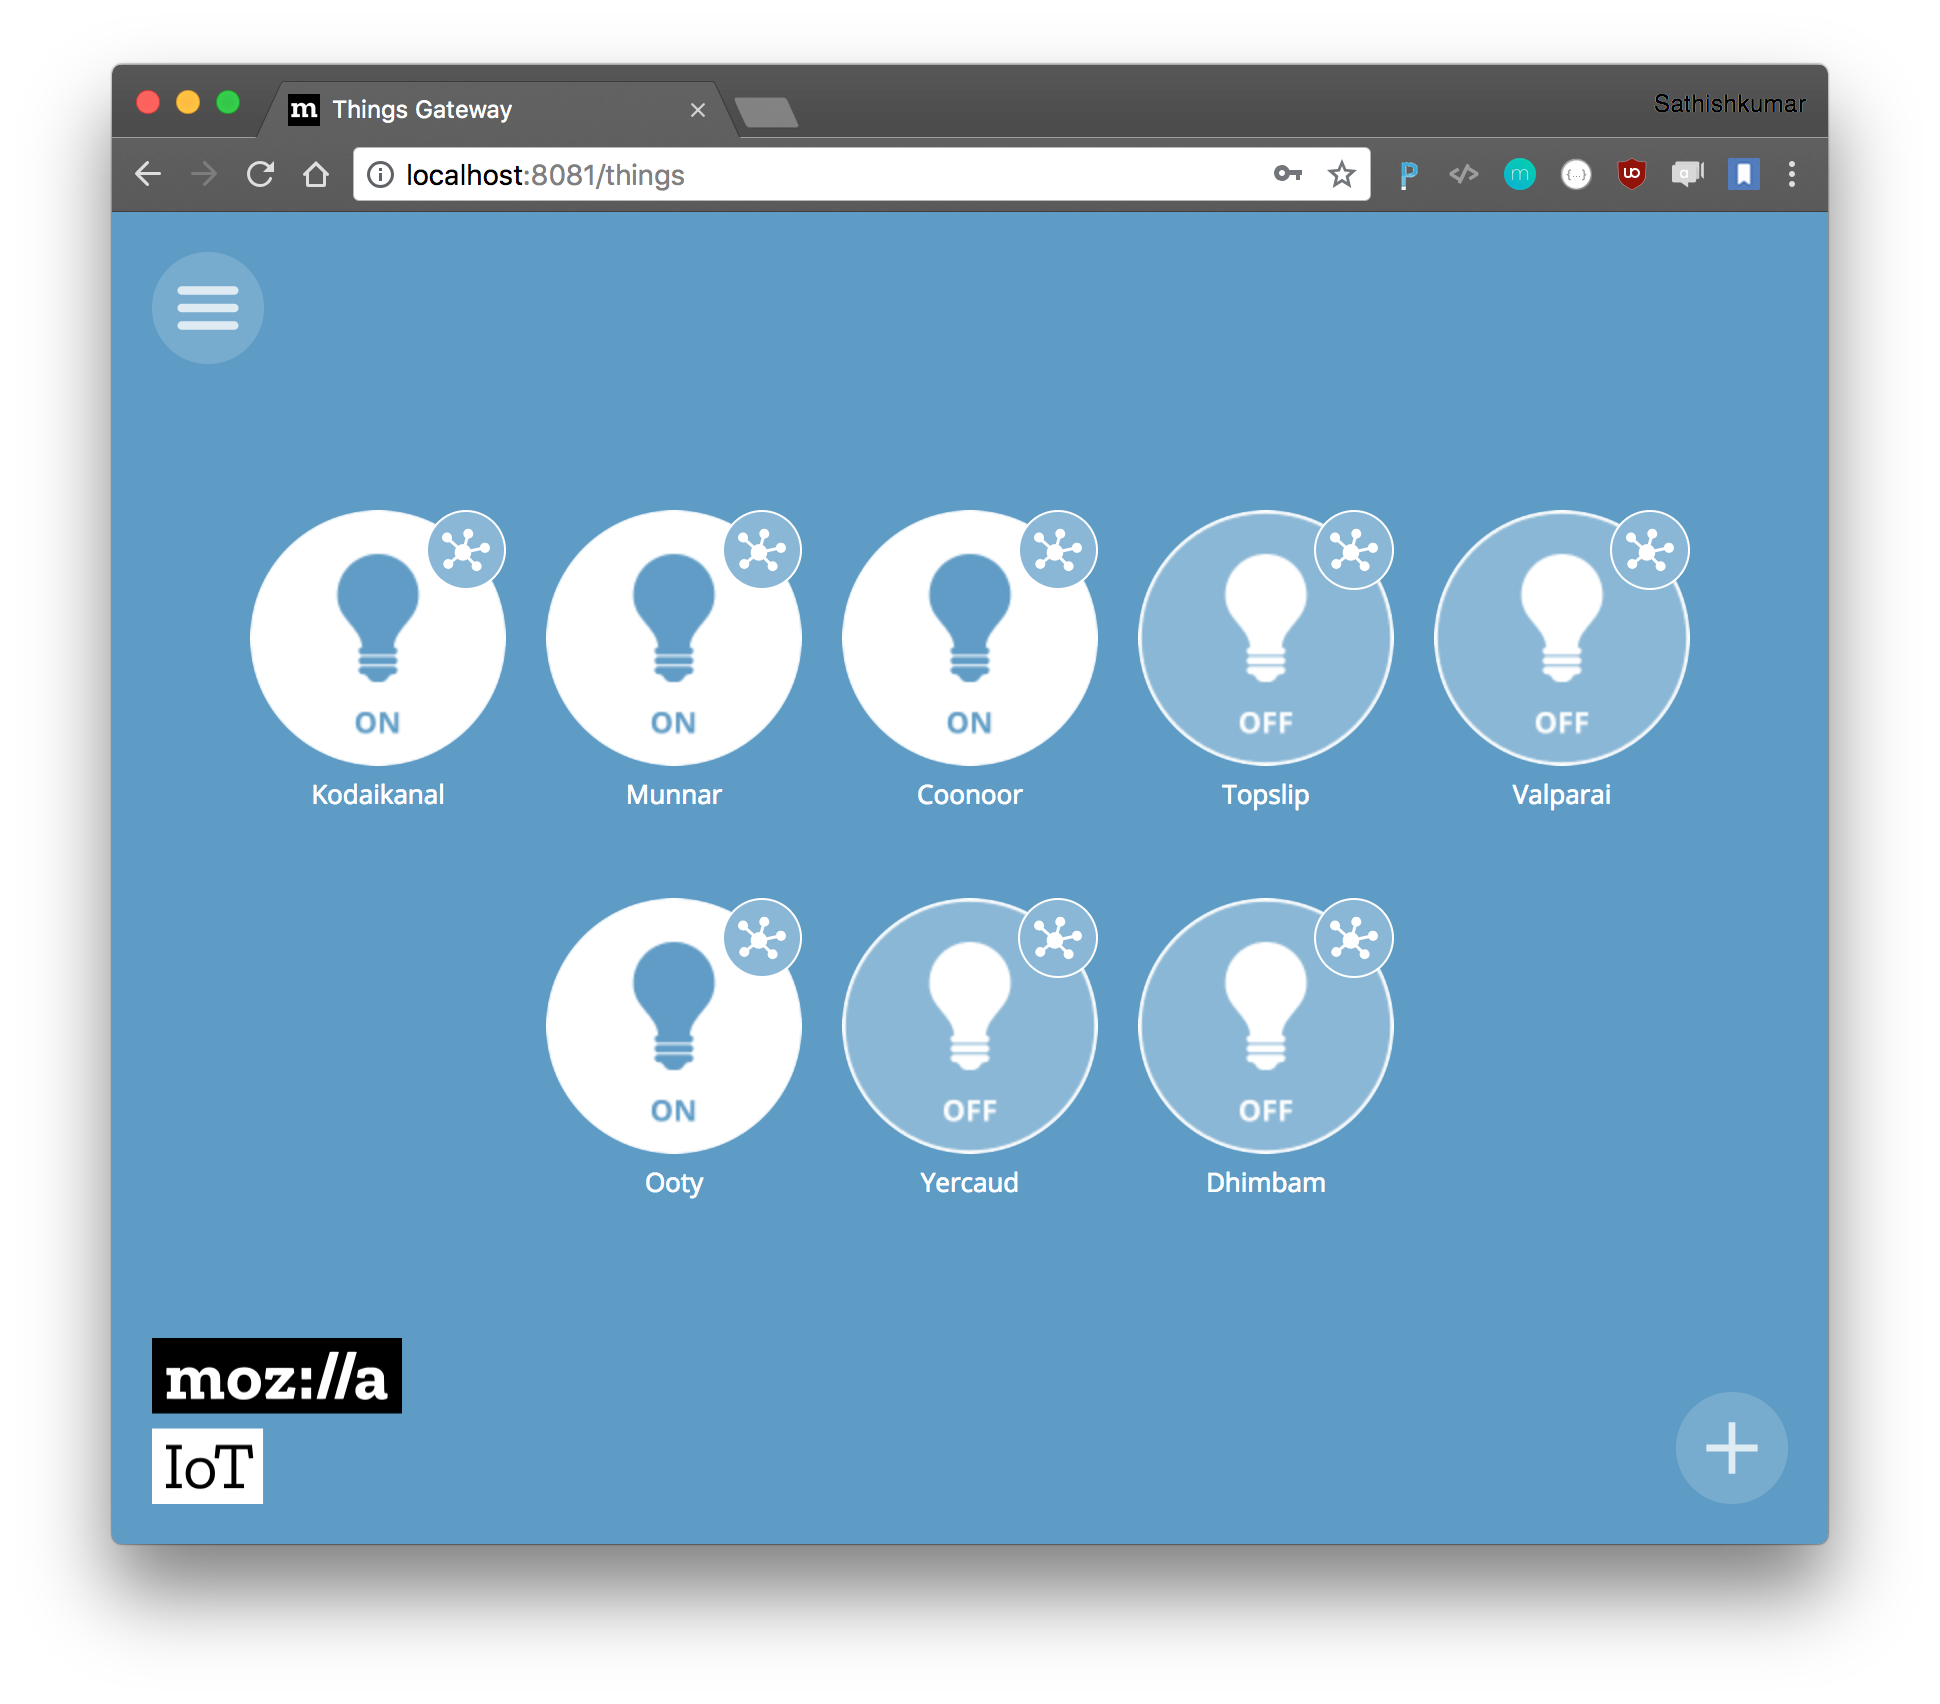 m Things Gateway
Sathishkumar
localhost:8081/things
P </> m {...} uo a
ON ON ON OFF OFF
Kodaikanal Munnar Coonoor Topslip Valparai
ON OFF OFF
Ooty Yercaud Dhimbam
moz://a
IoT